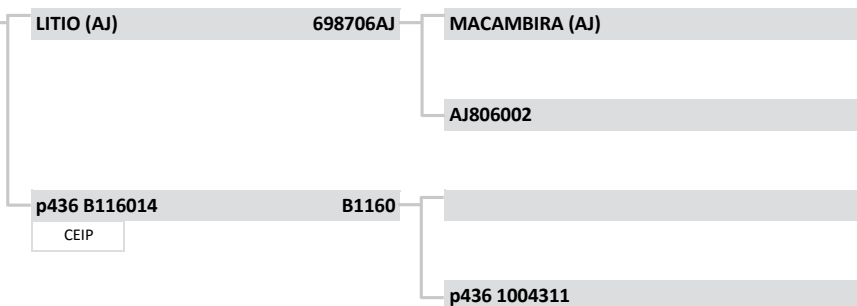 LITIO (AJ) 698706AJ MACAMBIRA (AJ)
AJ806002
p436 B116014 B1160
CEIP
p436 1004311